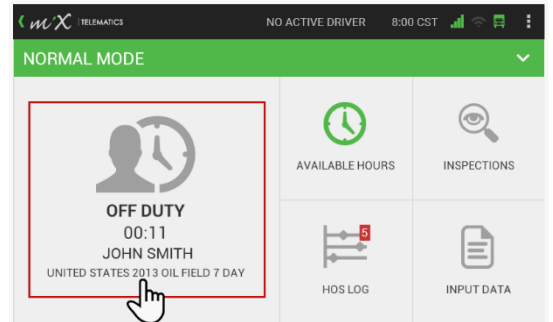 mix TELEMATICS NO ACTIVE DRIVER 8:00 CST
NORMAL MODE
OFF DUTY
00:11
JOHN SMITH
UNITED STATES 2013 OIL FIELD 7 DAY
AVAILABLE HOURS
INSPECTIONS
5
HOS LOG
INPUT DATA